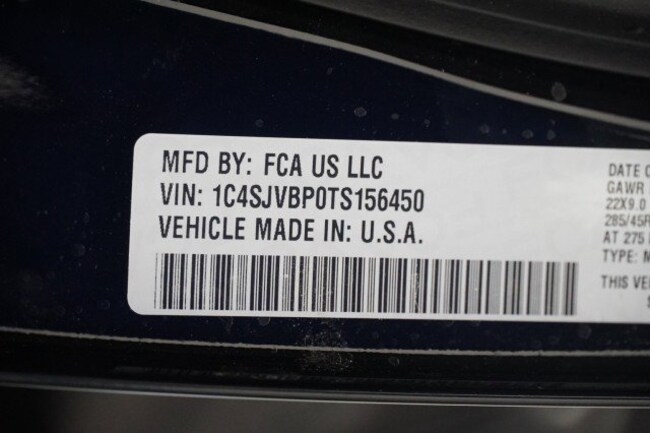 MFD BY: FCA US LLC
VIN: 1C4SJVBP0TS156450
VEHICLE MADE IN: U.S.A.
DATE
GAWR
22X9.0
285/45R
AT 275
TYPE: M
THIS VE